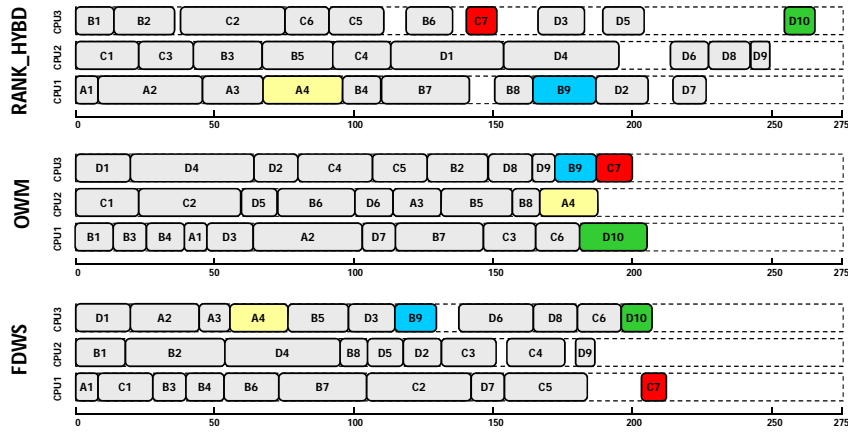 RANK_HYBD
CPU3 B1 B2 C2 C6 C5 B6 C7 D3 D5 D10
CPU2 C1 C3 B3 B5 C4 D1 D4 D6 D8 D9
CPU1 A1 A2 A3 A4 B4 B7 B8 B9 D2 D7
0 50 100 150 200 250 275
OWM
CPU3 D1 D4 D2 C4 C5 B2 D8 D9 B9 C7
CPU2 C1 C2 D5 B6 D6 A3 B5 B8 A4
CPU1 B1 B3 B4 A1 D3 A2 D7 B7 C3 C6 D10
0 50 100 150 200 250 275
FDWS
CPU3 D1 A2 A3 A4 B5 D3 B9 D6 D8 C6 D10
CPU2 B1 B2 D4 B8 D5 D2 C3 C4 D9
CPU1 A1 C1 B3 B4 B6 B7 C2 D7 C5 C7
0 50 100 150 200 250 275